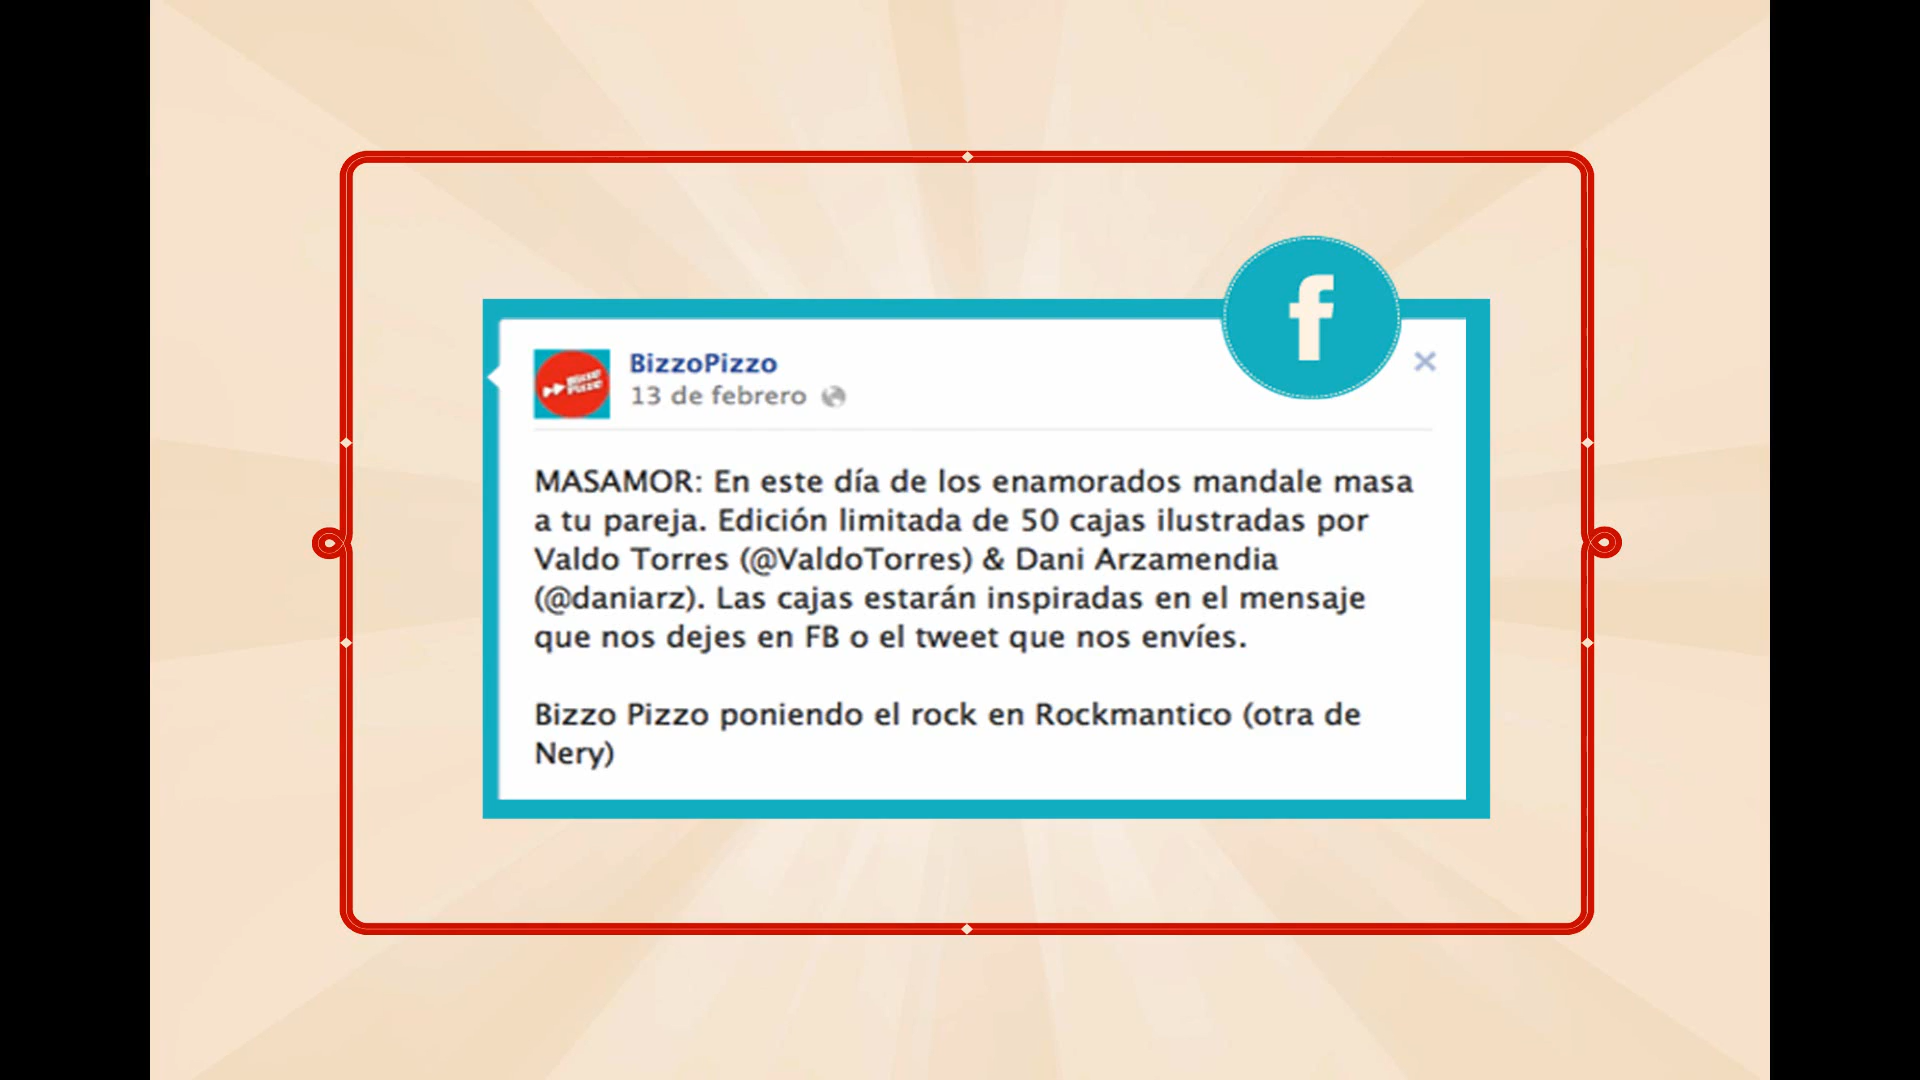 f
BizzoPizzo
13 de febrero
Bizzo
Pizzo
MASAMOR: En este día de los enamorados mandale masa
a tu pareja. Edición limitada de 50 cajas ilustradas por
Valdo Torres (@ValdoTorres) & Dani Arzamendia
(@daniarz). Las cajas estarán inspiradas en el mensaje
que nos dejes en FB o el tweet que nos envíes.
Bizzo Pizzo poniendo el rock en Rockmantico (otra de
Nery)